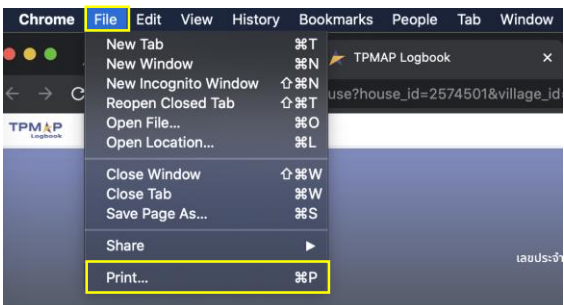 Chrome File Edit View History Bookmarks People Tab Window
New Tab ⌘T
New Window ⌘N
New Incognito Window ⇧⌘N
Reopen Closed Tab ⇧⌘T
Open File... ⌘O
Open Location... ⌘L
Close Window ⇧⌘W
Close Tab ⌘W
Save Page As... ⌘S
Share ▶
Print... ⌘P
TPMAP Logbook ×
use?house_id=2574501&village_id
TPMAP
Logbook
เลขประจำ